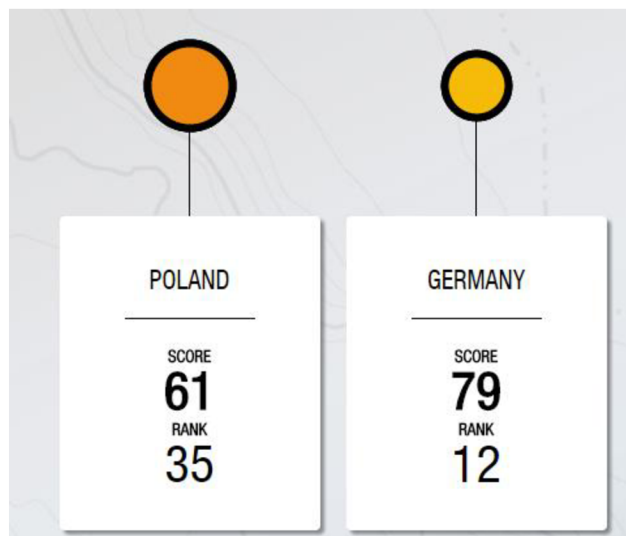 POLAND
SCORE
61
RANK
35
GERMANY
SCORE
79
RANK
12